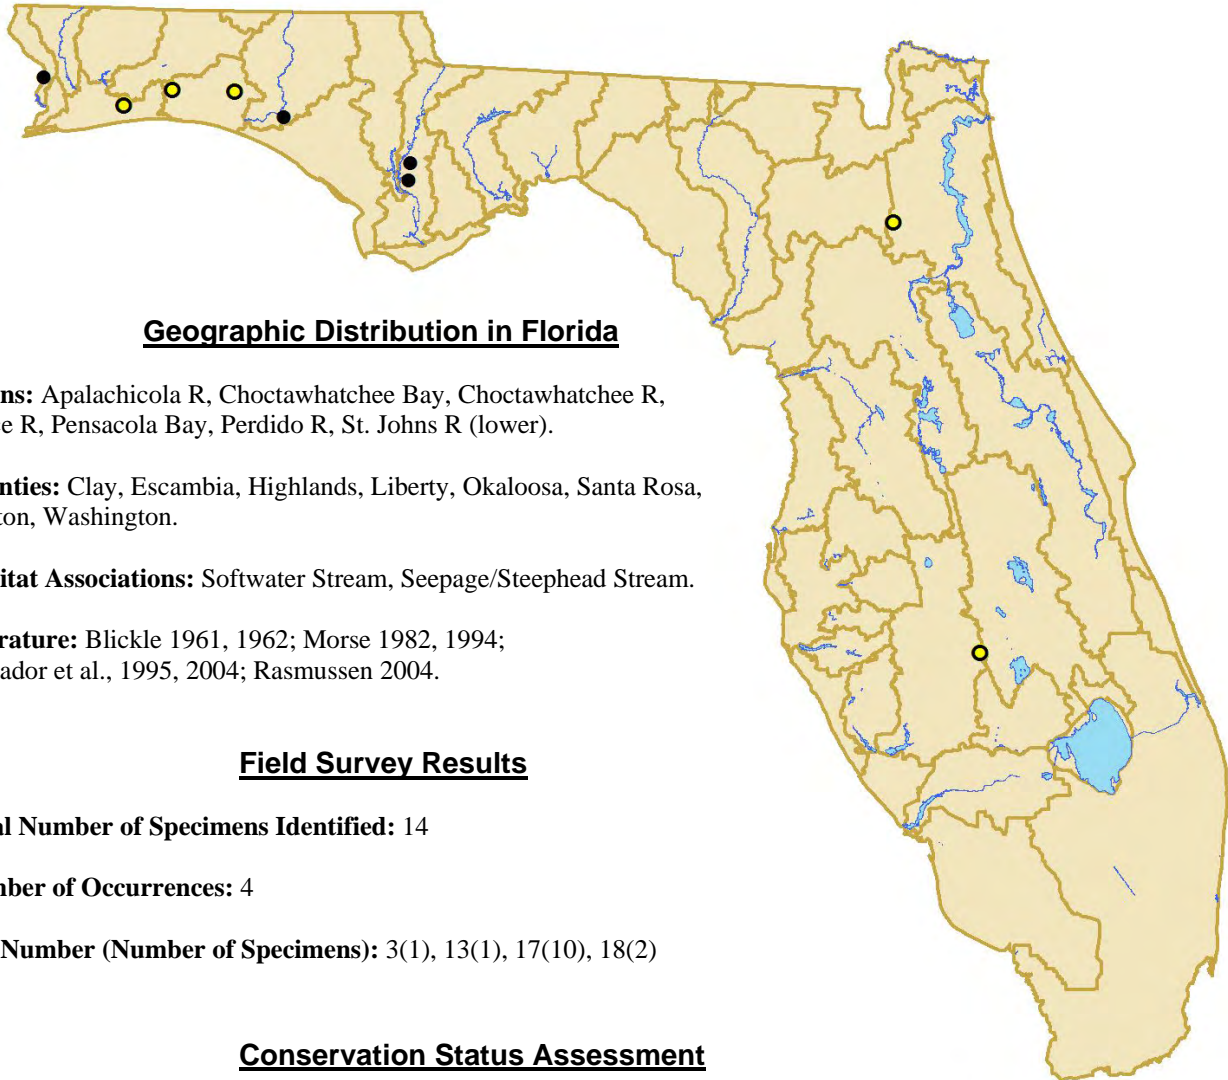 Geographic Distribution in Florida
ns: Apalachicola R, Choctawhatchee Bay, Choctawhatchee R,
e R, Pensacola Bay, Perdido R, St. Johns R (lower).
nties: Clay, Escambia, Highlands, Liberty, Okaloosa, Santa Rosa,
ton, Washington.
itat Associations: Softwater Stream, Seepage/Steephead Stream.
rature: Blickle 1961, 1962; Morse 1982, 1994;
ador et al., 1995, 2004; Rasmussen 2004.
Field Survey Results
al Number of Specimens Identified: 14
nber of Occurrences: 4
Number (Number of Specimens): 3(1), 13(1), 17(10), 18(2)
Conservation Status Assessment